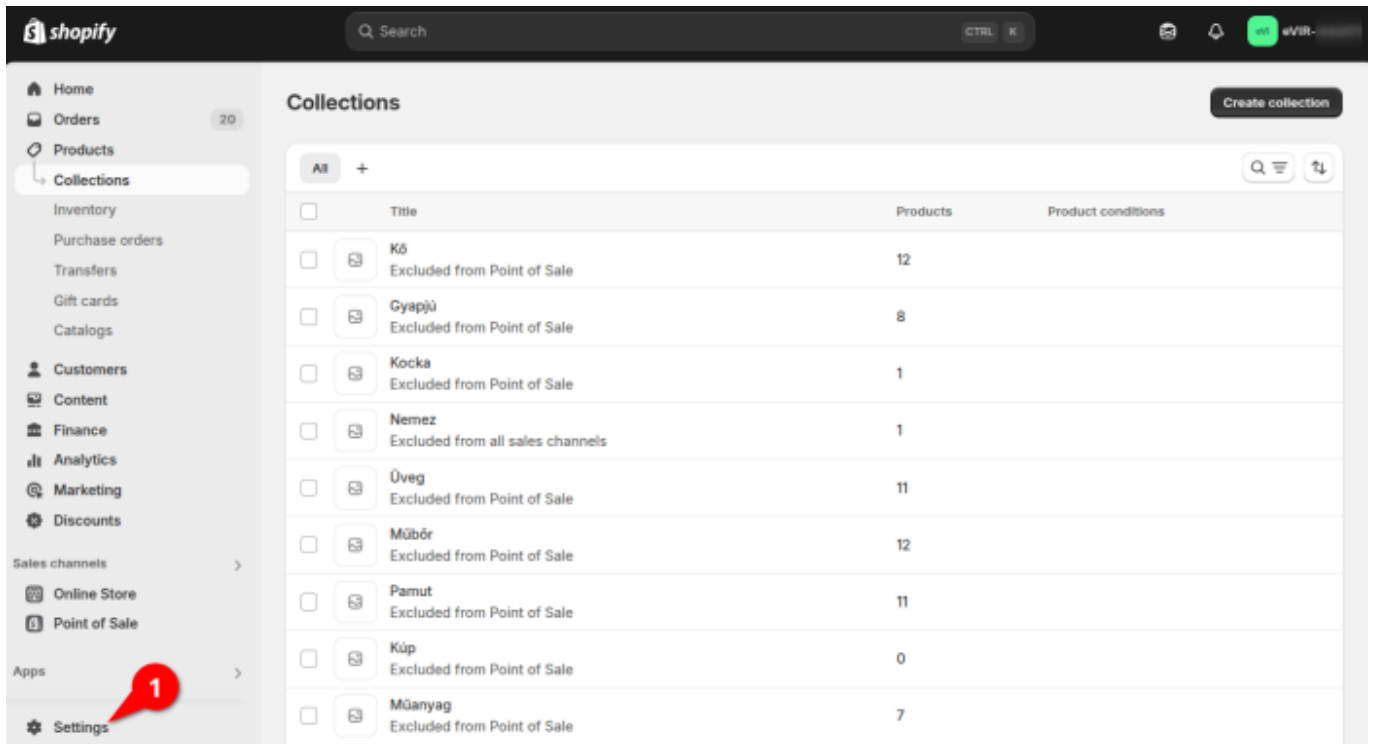 shopify
Search CTRL K eVI eVIR-
Home
Orders 20
Products
Collections
Inventory
Purchase orders
Transfers
Gift cards
Catalogs
Customers
Content
Finance
Analytics
Marketing
Discounts
Sales channels
Online Store
Point of Sale
Apps
1
Settings
Collections
Create collection
All +
Title Products Product conditions
Kő
Excluded from Point of Sale
12
Gyapjú
Excluded from Point of Sale
8
Kocka
Excluded from Point of Sale
1
Nemez
Excluded from all sales channels
1
Üveg
Excluded from Point of Sale
11
Műbőr
Excluded from Point of Sale
12
Pamut
Excluded from Point of Sale
11
Kúp
Excluded from Point of Sale
0
Műanyag
Excluded from Point of Sale
7